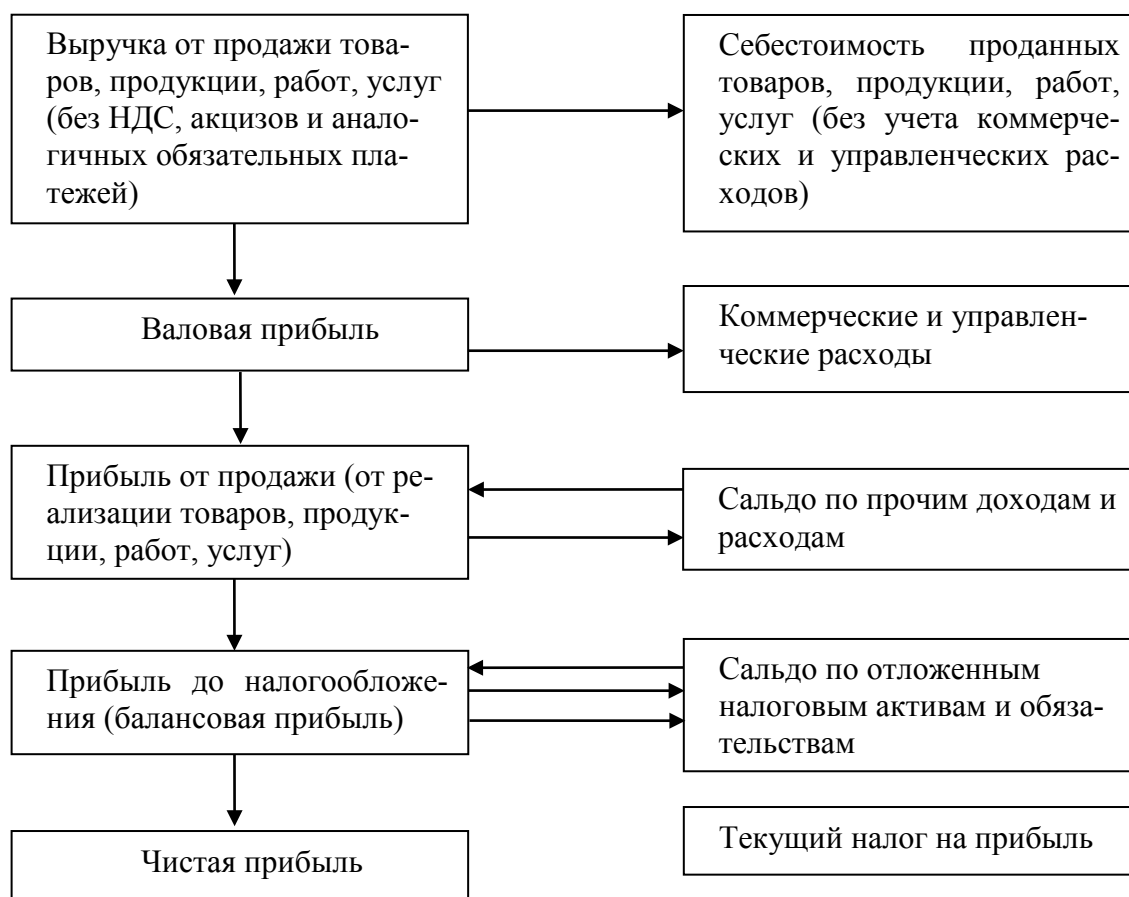 Выручка от продажи това-
ров, продукции, работ, услуг
(без НДС, акцизов и анало-
гичных обязательных пла-
тежей)
Себестоимость проданных
товаров, продукции, работ,
услуг (без учета коммерче-
ских и управленческих рас-
ходов)
Валовая прибыль
Коммерческие и управлен-
ческие расходы
Прибыль от продажи (от ре-
ализации товаров, продук-
ции, работ, услуг)
Сальдо по прочим доходам и
расходам
Прибыль до налогообложе-
ния (балансовая прибыль)
Сальдо по отложенным
налоговым активам и обяза-
тельствам
Чистая прибыль
Текущий налог на прибыль